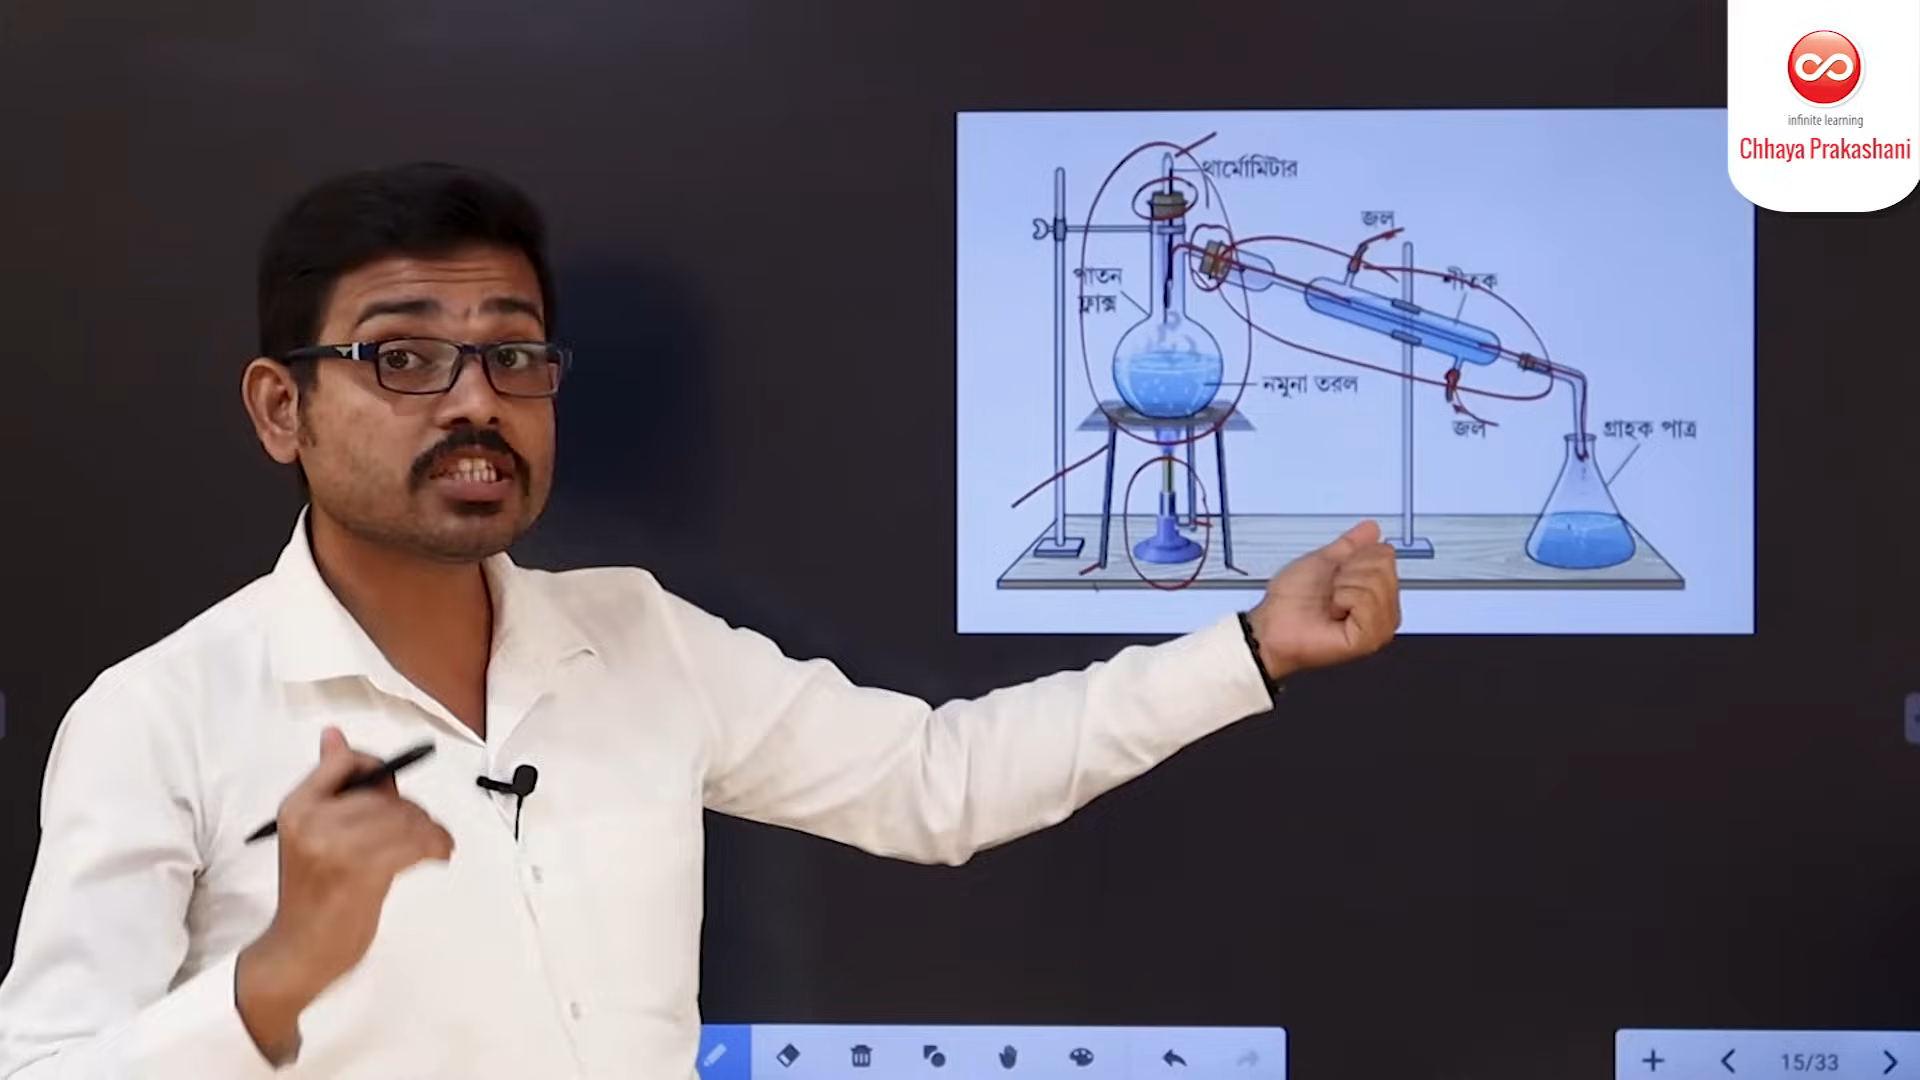 infinite learning
Chhaya Prakashani
থার্মোমিটার
জল
পাতন
ফ্লাস্ক
শীতক
নমুনা তরল
জল
গ্রাহক পাত্র
15/33